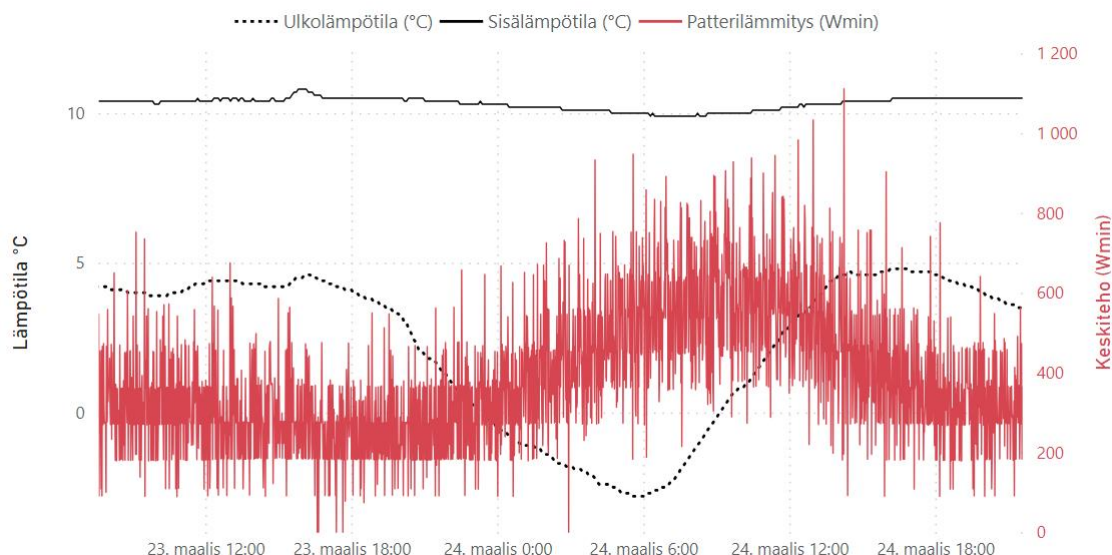 Ulkolämpötila (°C) Sisälämpötila (°C) Patterilämmitys (Wmin)
1 200
10
1 000
800
Lämpötila °C
5
Keskiteho (Wmin)
600
400
0
200
0
23. maalis 12:00 23. maalis 18:00 24. maalis 0:00 24. maalis 6:00 24. maalis 12:00 24. maalis 18:00